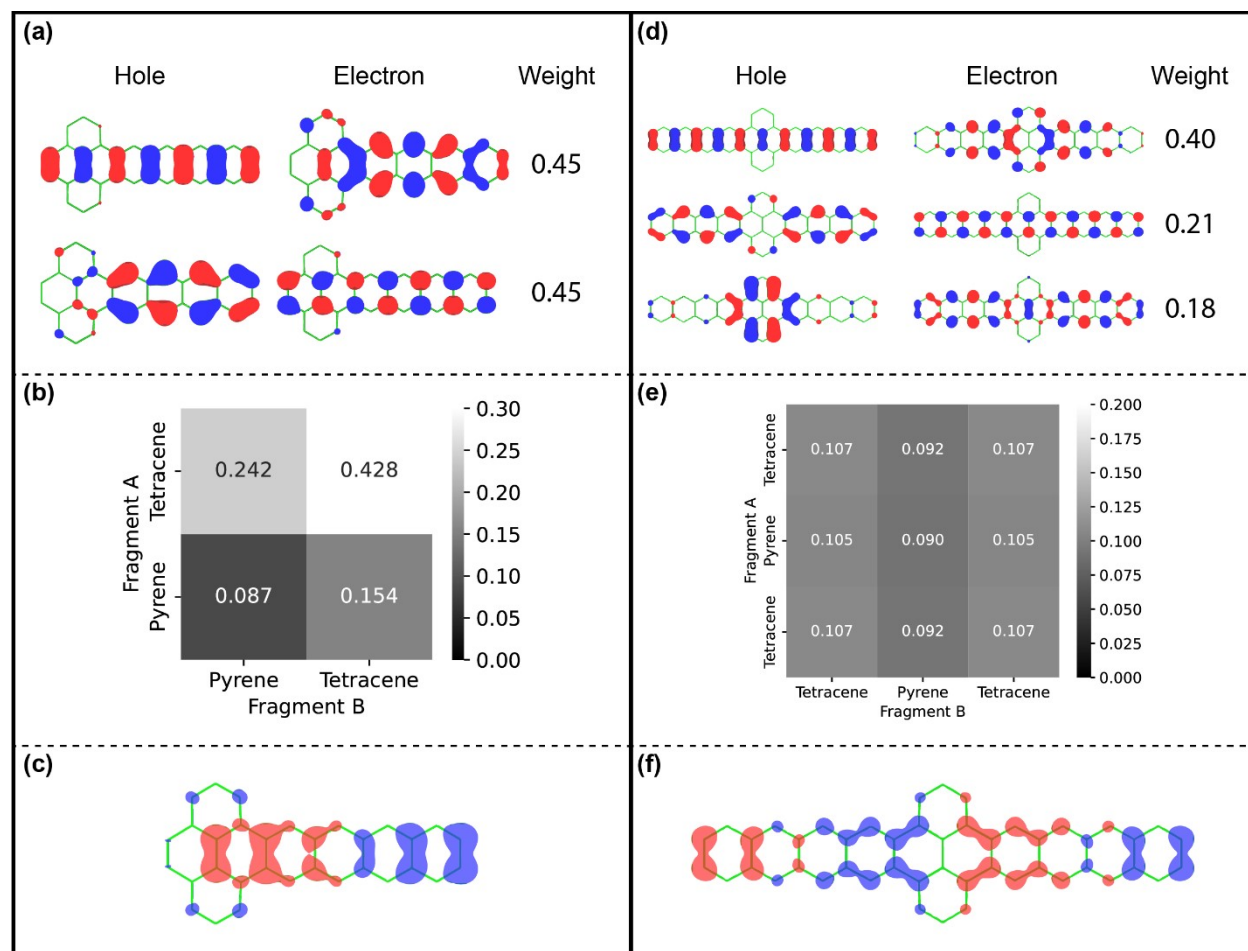 (a)
Hole Electron Weight
0.45
0.45
(b)
Fragment A
Tetracene
Pyrene
0.242 0.428
0.087 0.154
Pyrene Tetracene
Fragment B
0.30
0.25
0.20
0.15
0.10
0.05
0.00
(c)
(d)
Hole Electron Weight
0.40
0.21
0.18
(e)
Fragment A
Tetracene
Pyrene
Tetracene
0.107 0.092 0.107
0.105 0.090 0.105
0.107 0.092 0.107
Tetracene Pyrene Tetracene
Fragment B
0.200
0.175
0.150
0.125
0.100
0.075
0.050
0.025
0.000
(f)